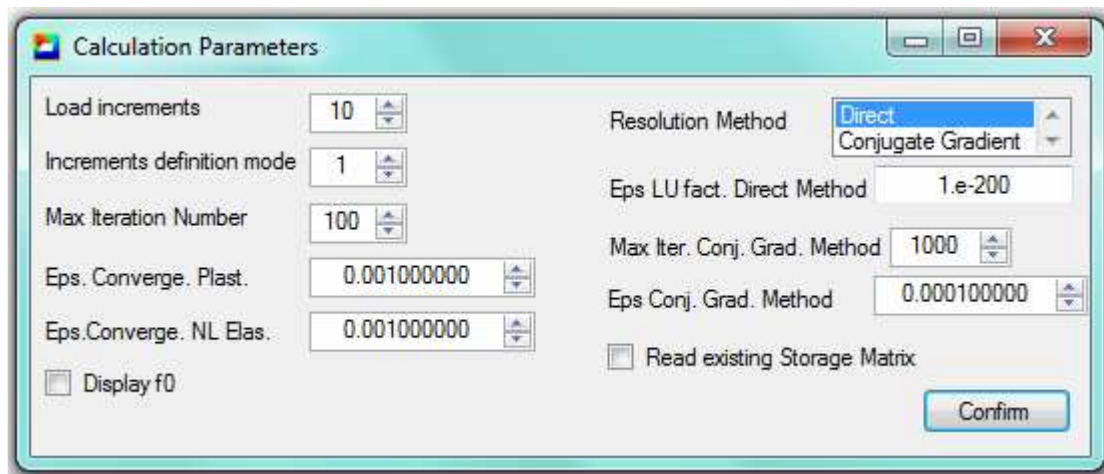 Calculation Parameters
Load increments
10
Increments definition mode
1
Max Iteration Number
100
Eps. Converge. Plast.
0.001000000
Eps.Converge. NL Elas.
0.001000000
Display f0
Resolution Method
Direct
Conjugate Gradient
Eps LU fact. Direct Method
1.e-200
Max Iter. Conj. Grad. Method
1000
Eps Conj. Grad. Method
0.000100000
Read existing Storage Matrix
Confirm